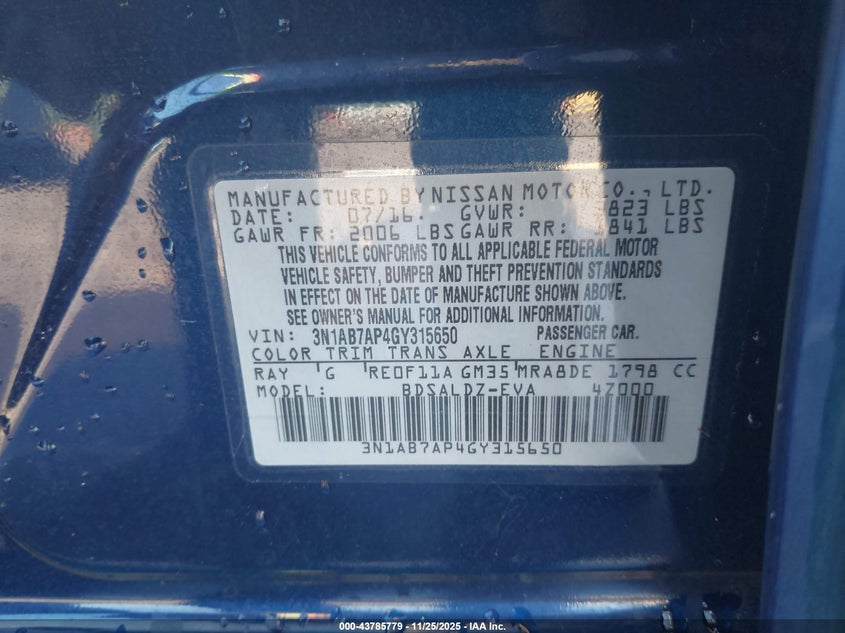 MANUFACTURED BY NISSAN MOTOR CO., LTD.
DATE: 07/16. GVWR: 823 LBS
GAWR FR: 2006 LBS GAWR RR: 841 LBS
THIS VEHICLE CONFORMS TO ALL APPLICABLE FEDERAL MOTOR
VEHICLE SAFETY, BUMPER AND THEFT PREVENTION STANDARDS
IN EFFECT ON THE DATE OF MANUFACTURE SHOWN ABOVE.
SEE OWNER'S MANUAL FOR ADDITIONAL INFORMATION.
VIN: 3N1AB7AP4GY315650 PASSENGER CAR.
COLOR TRIM TRANS AXLE ENGINE
RAY G RE0F11A GM35 MRA8DE 1798 CC
MODEL: BDSALDZ-EVA 4Z000
3N1AB7AP4GY315650
000-43785779 - 11/25/2025 - IAA Inc.